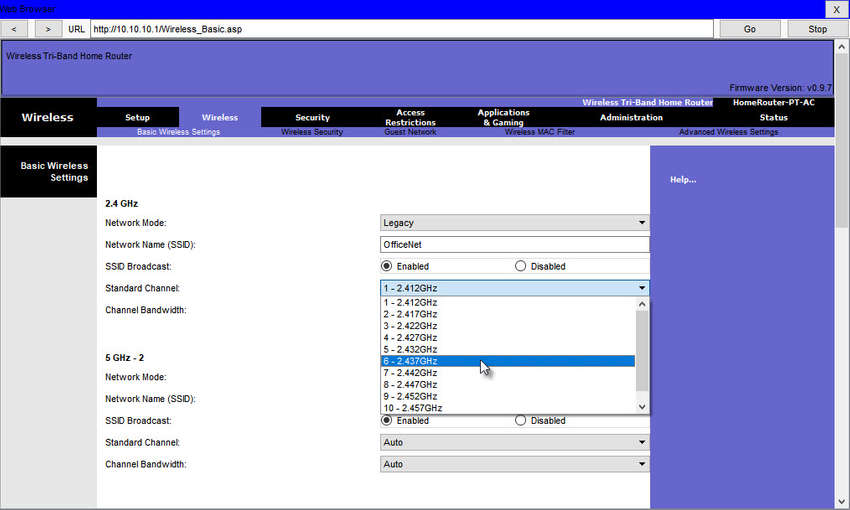 Web Browser X
< > URL http://10.10.10.1/Wireless_Basic.asp Go Stop
Wireless Tri-Band Home Router
Firmware Version: v0.9.7
Wireless Tri-Band Home Router HomeRouter-PT-AC
Wireless Setup Wireless Security Access Restrictions Applications & Gaming Administration Status
Basic Wireless Settings Wireless Security Guest Network Wireless MAC Filter Advanced Wireless Settings
Basic Wireless
Settings
Help...
2.4 GHz
Network Mode: Legacy
Network Name (SSID): OfficeNet
SSID Broadcast: Enabled Disabled
Standard Channel: 1 - 2.412GHz
Channel Bandwidth:
1 - 2.412GHz
2 - 2.417GHz
3 - 2.422GHz
4 - 2.427GHz
5 - 2.432GHz
6 - 2.437GHz
7 - 2.442GHz
8 - 2.447GHz
9 - 2.452GHz
10 - 2.457GHz
5 GHz - 2
Network Mode:
Network Name (SSID):
SSID Broadcast: Enabled Disabled
Standard Channel: Auto
Channel Bandwidth: Auto